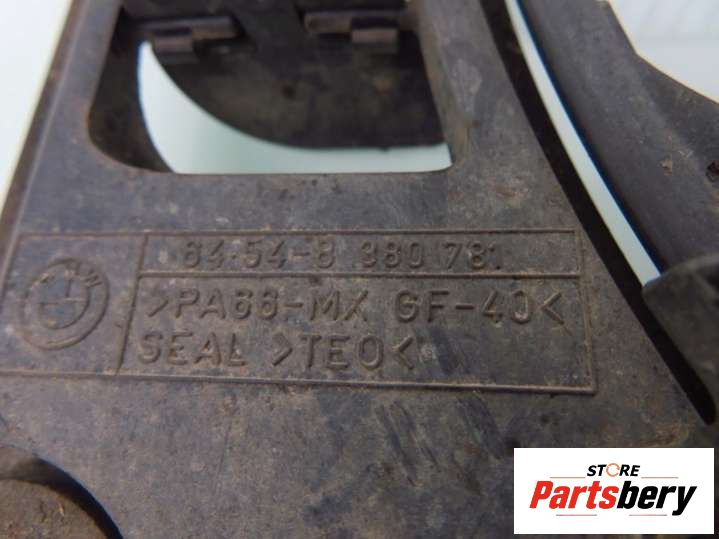 64·54-8 380 781
>PA66-MX GF-40<
SEAL >TEO<
STORE
Partsbery